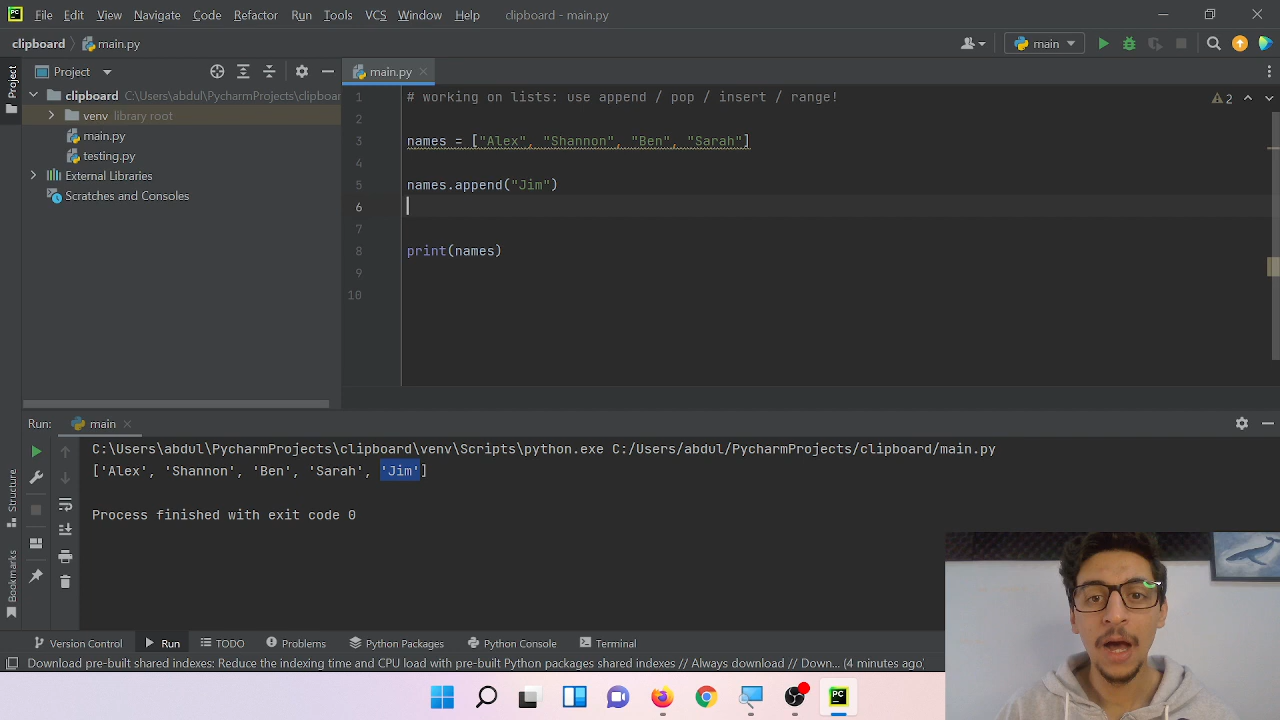 File Edit View Navigate Code Refactor Run Tools VCS Window Help clipboard - main.py
clipboard main.py main
Project main.py
Project
clipboard C:\Users\abdul\PycharmProjects\clipboar
venv library root
main.py
testing.py
External Libraries
Scratches and Consoles
1 # working on lists: use append / pop / insert / range!
2
3 names = ["Alex", "Shannon", "Ben", "Sarah"]
4
5 names.append("Jim")
6
7
8 print(names)
9
10
2
Run: main
C:\Users\abdul\PycharmProjects\clipboard\venv\Scripts\python.exe C:/Users/abdul/PycharmProjects/clipboard/main.py
['Alex', 'Shannon', 'Ben', 'Sarah', 'Jim']
Process finished with exit code 0
Structure
Bookmarks
Version Control Run TODO Problems Python Packages Python Console Terminal
Download pre-built shared indexes: Reduce the indexing time and CPU load with pre-built Python packages shared indexes // Always download // Down... (4 minutes ago)
PC